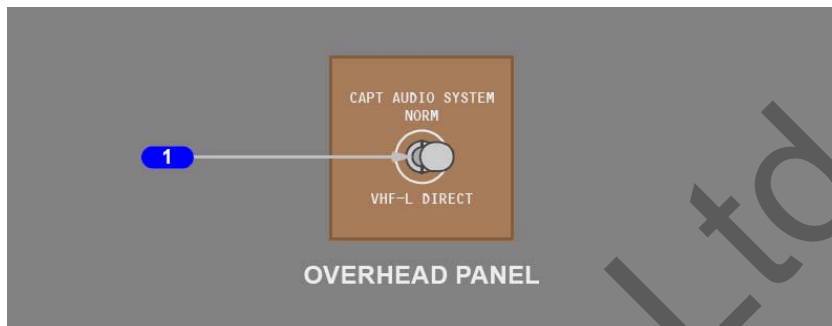 CAPT AUDIO SYSTEM
NORM
1
VHF-L DIRECT
OVERHEAD PANEL
Ltd